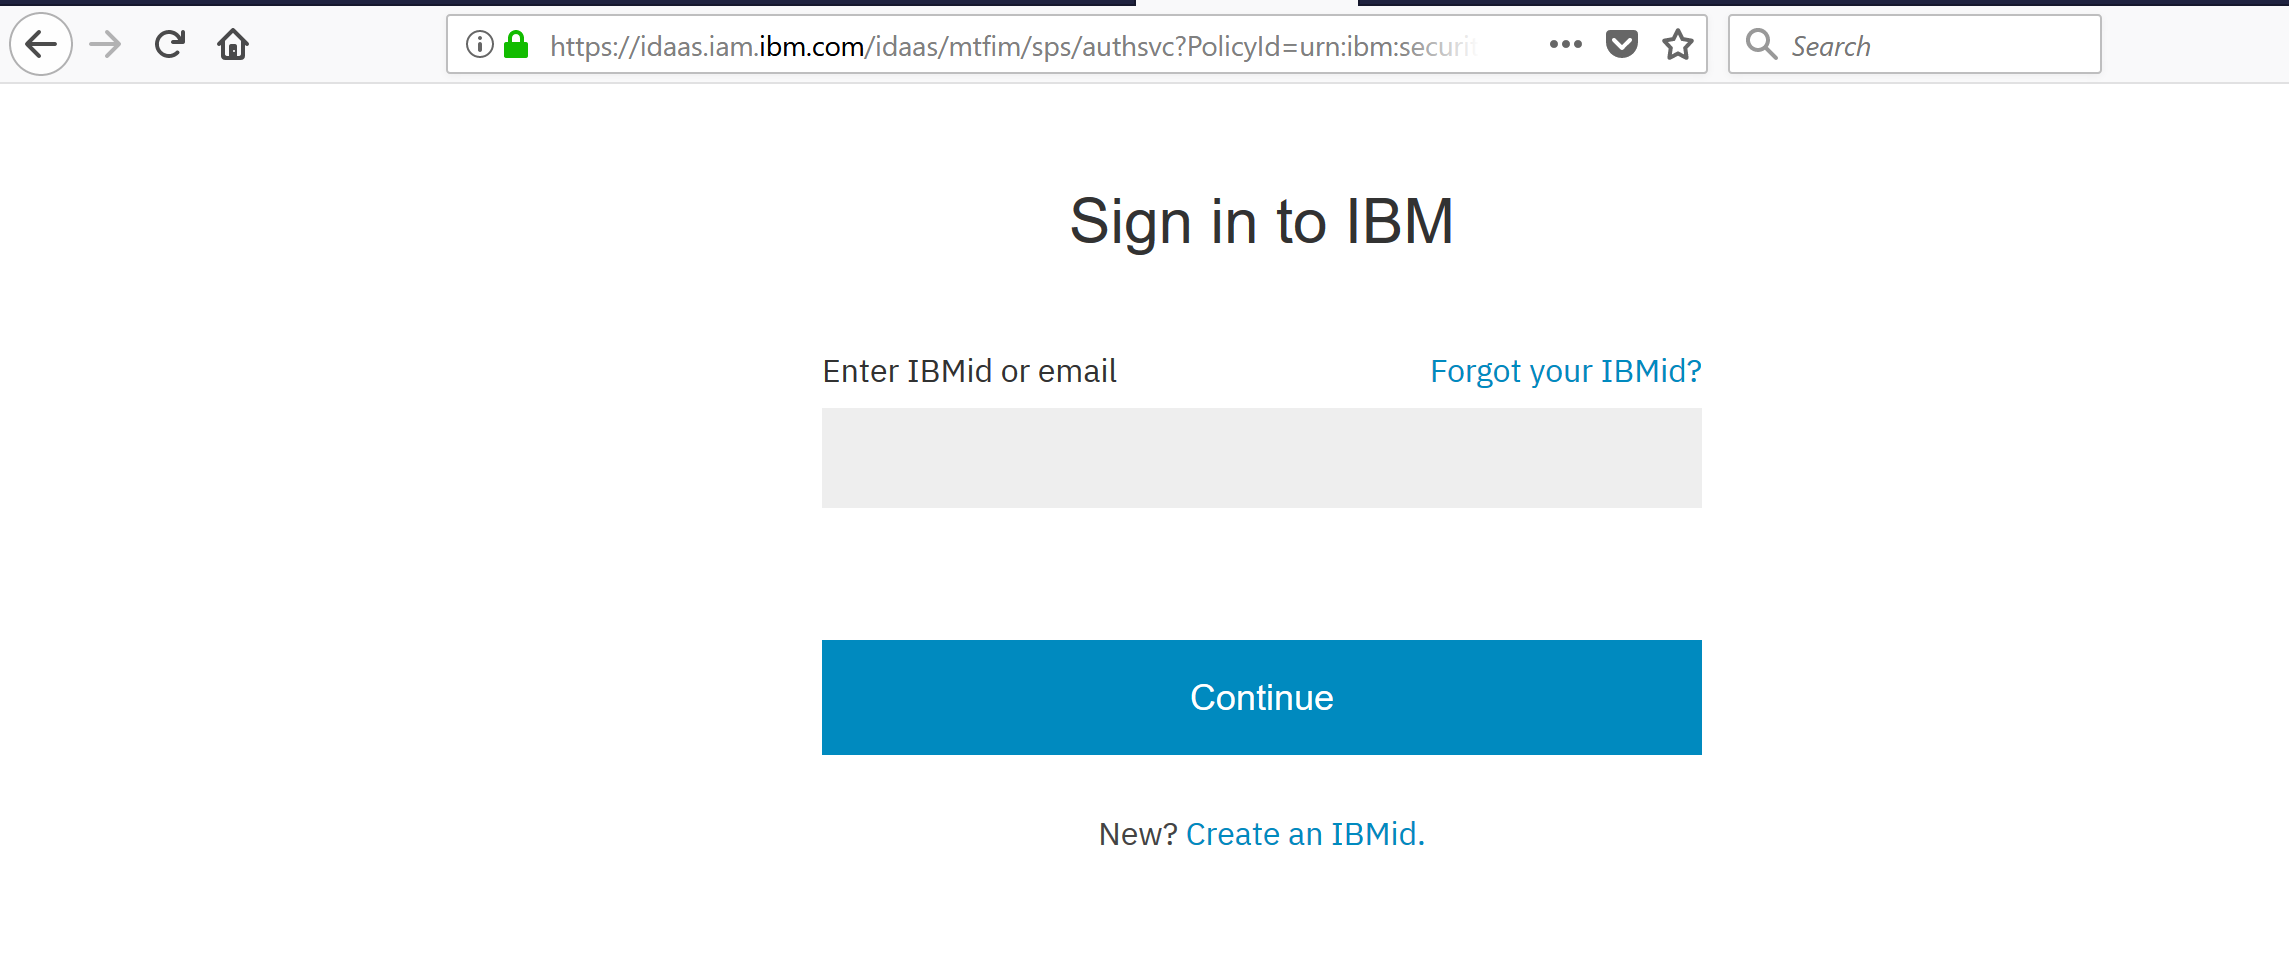 https://idaas.iam.ibm.com/idaas/mtfim/sps/authsvc?PolicyId=urn:ibm:securit
Search
Sign in to IBM
Enter IBMid or email Forgot your IBMid?
Continue
New? Create an IBMid.